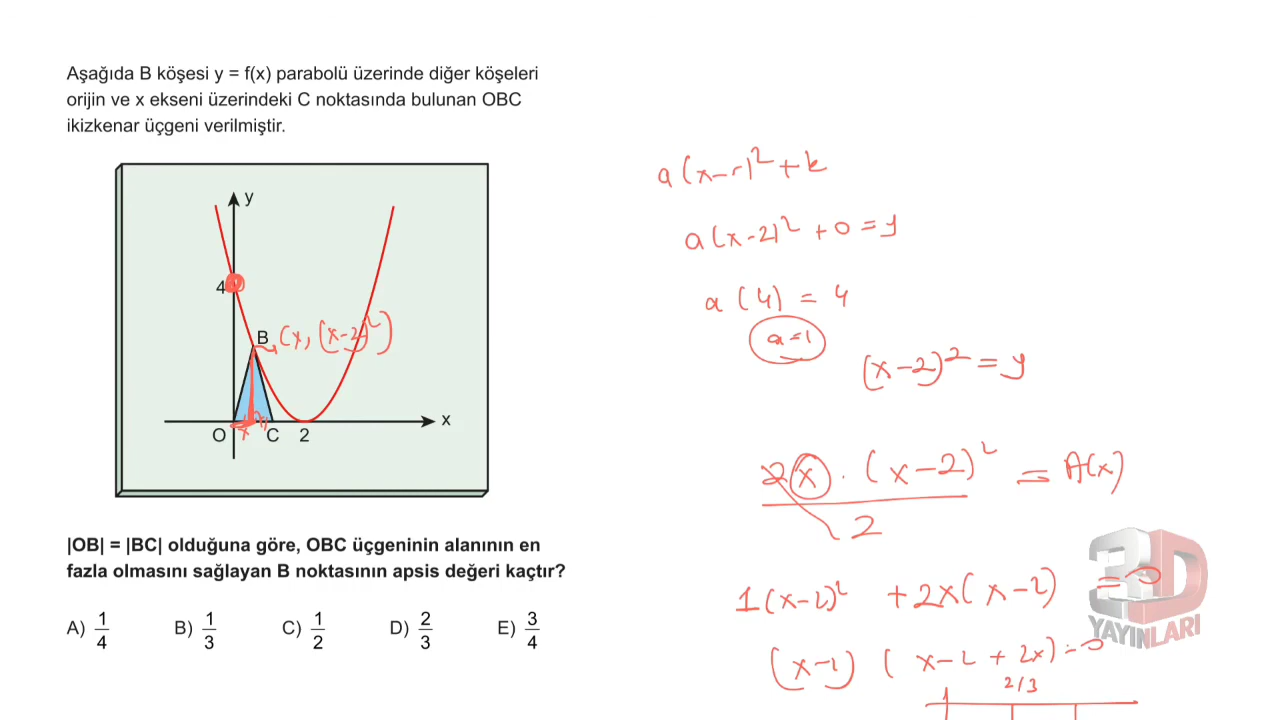 Aşağıda B köşesi y = f(x) parabolü üzerinde diğer köşeleri
orijin ve x ekseni üzerindeki C noktasında bulunan OBC
ikizkenar üçgeni verilmiştir.
y
4
B (x, (x-2)²)
x
O x C 2
x
|OB| = |BC| olduğuna göre, OBC üçgeninin alanının en
fazla olmasını sağlayan B noktasının apsis değeri kaçtır?
A) 1/4 B) 1/3 C) 1/2 D) 2/3 E) 3/4
a(x-r)²+k
a(x-2)² + 0 = y
a (4) = 4
a=1
(x-2)² = y
2x . (x-2)² / 2 = A(x)
1(x-2)² + 2x(x-2) = 0
(x-2) (x-2 + 2x) = 0
2/3
3D
YAYINLARI